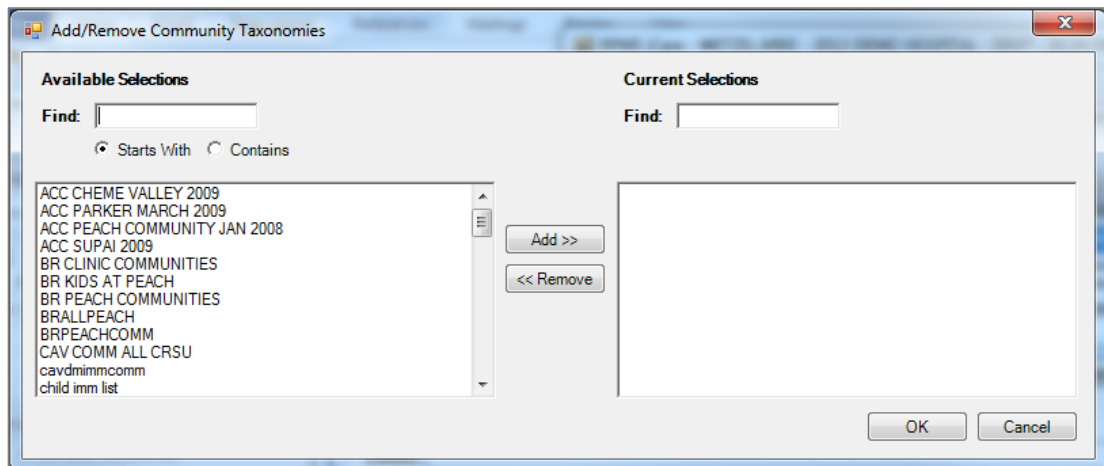 Add/Remove Community Taxonomies
Available Selections
Current Selections
Find:
Find:
Starts With
Contains
ACC CHEME VALLEY 2009
ACC PARKER MARCH 2009
ACC PEACH COMMUNITY JAN 2008
ACC SUPAI 2009
BR CLINIC COMMUNITIES
BR KIDS AT PEACH
BR PEACH COMMUNITIES
BRALLPEACH
BRPEACHCOMM
CAV COMM ALL CRSU
cavdmimmcomm
child imm list
Add >>
<< Remove
OK
Cancel